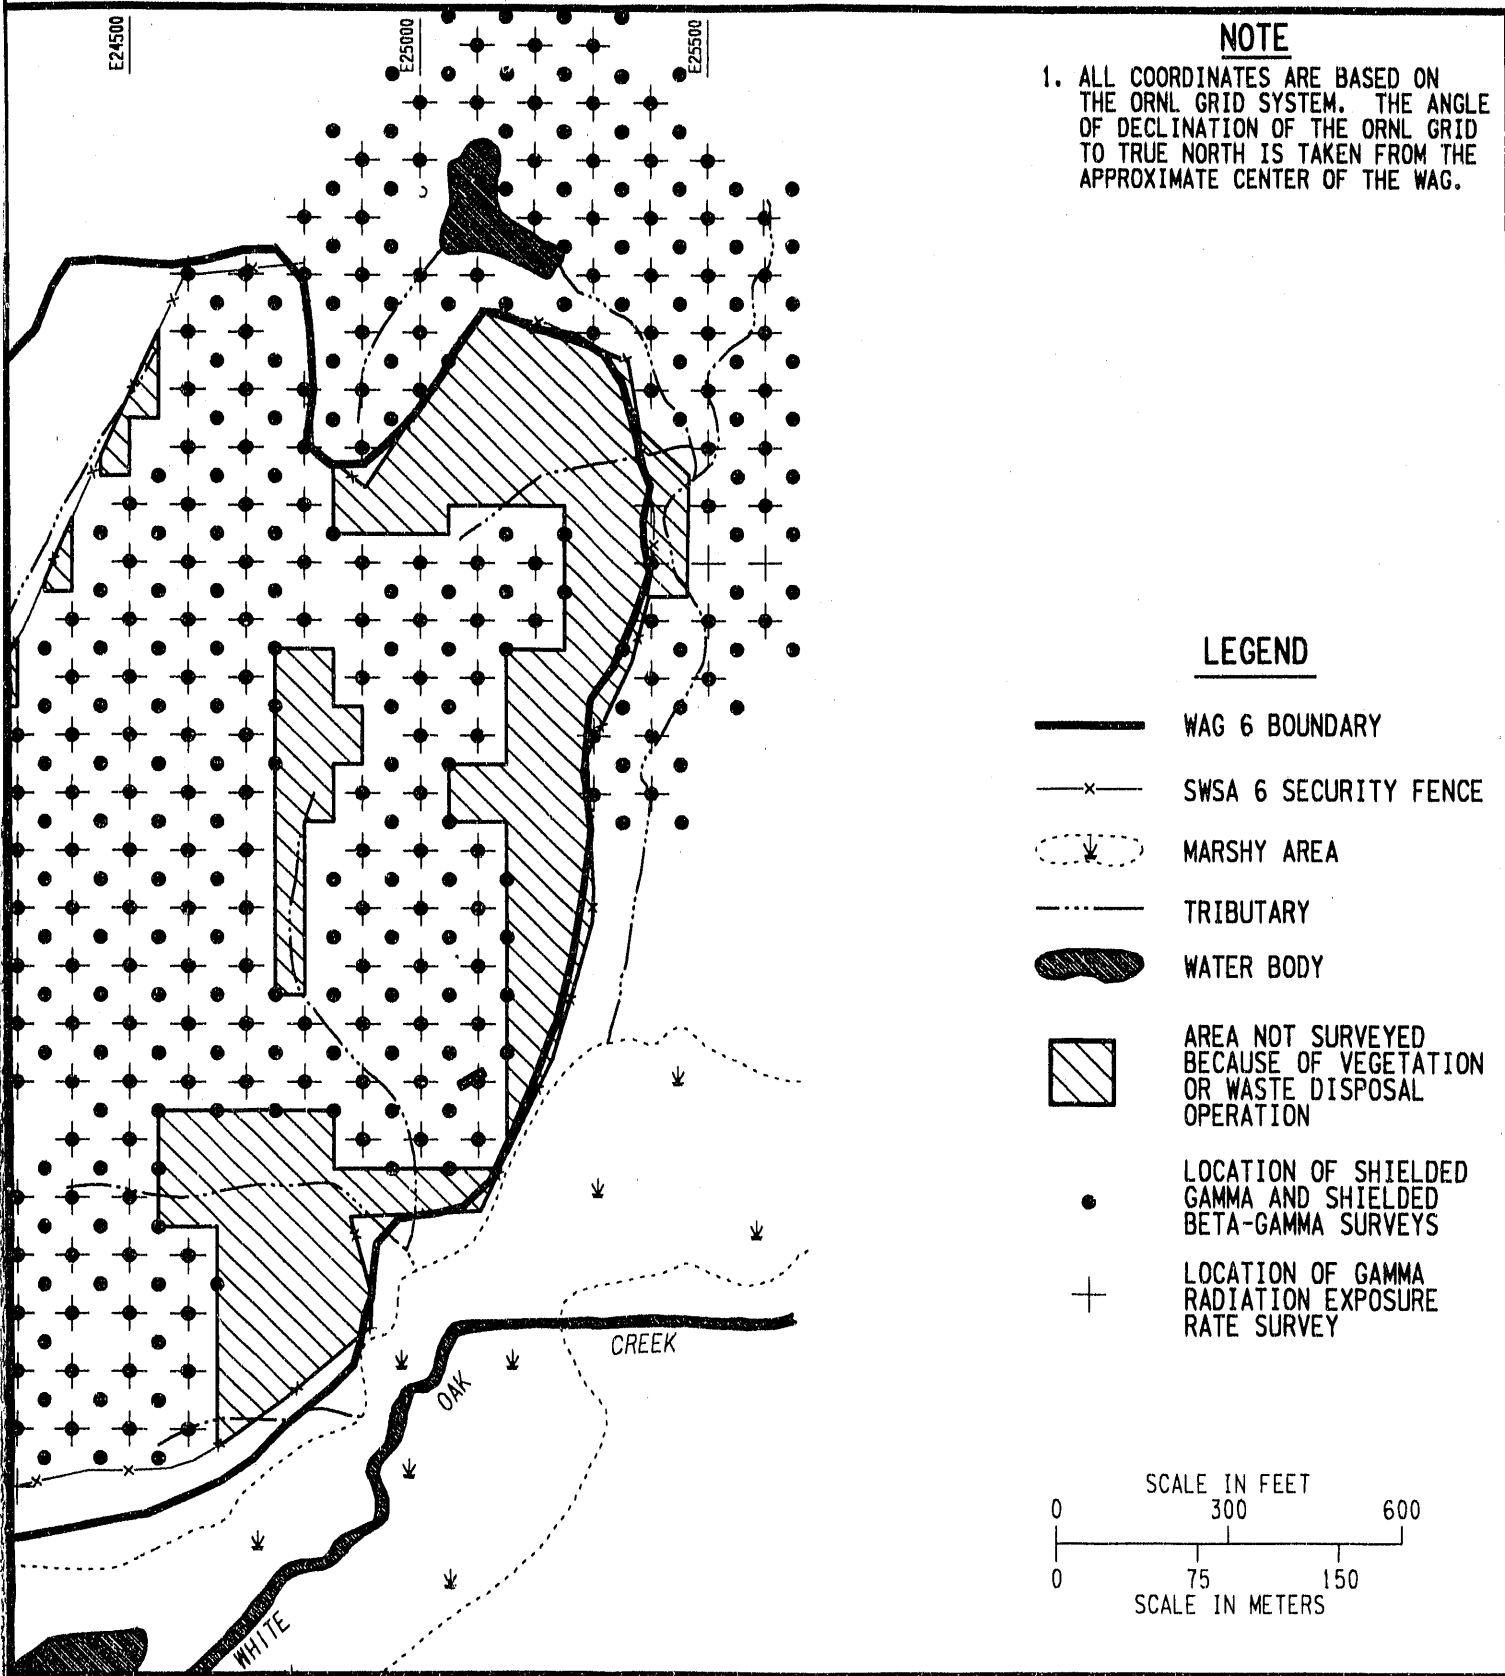 E24500
E25000
E25500
NOTE
1. ALL COORDINATES ARE BASED ON
THE ORNL GRID SYSTEM. THE ANGLE
OF DECLINATION OF THE ORNL GRID
TO TRUE NORTH IS TAKEN FROM THE
APPROXIMATE CENTER OF THE WAG.
LEGEND
WAG 6 BOUNDARY
SWSA 6 SECURITY FENCE
MARSHY AREA
TRIBUTARY
WATER BODY
AREA NOT SURVEYED
BECAUSE OF VEGETATION
OR WASTE DISPOSAL
OPERATION
LOCATION OF SHIELDED
GAMMA AND SHIELDED
BETA-GAMMA SURVEYS
LOCATION OF GAMMA
RADIATION EXPOSURE
RATE SURVEY
WHITE
OAK
CREEK
SCALE IN FEET
0 300 600
0 75 150
SCALE IN METERS